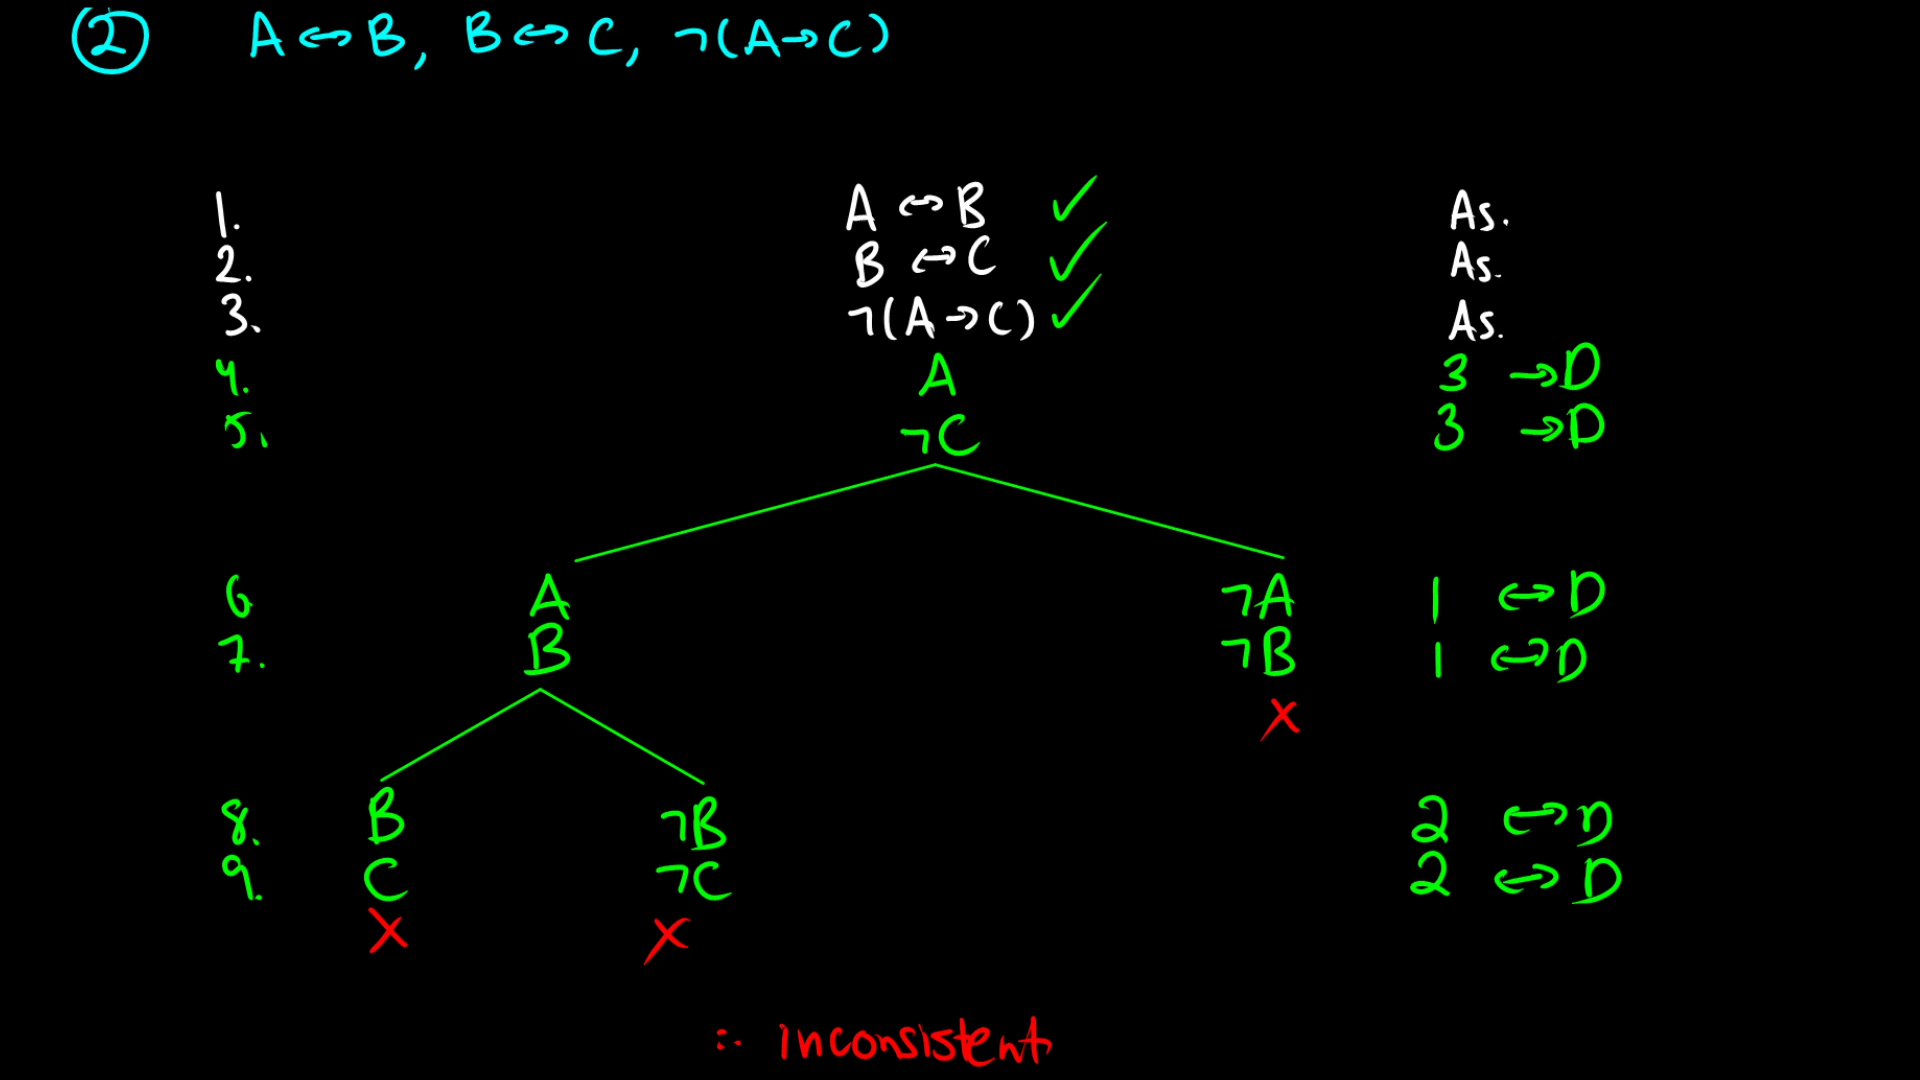 ② A ↔ B, B ↔ C, ¬(A → C)
1. A ↔ B ✓ As.
2. B ↔ C ✓ As.
3. ¬(A → C) ✓ As.
4. A 3 → D
5. ¬C 3 → D
6 A ¬A 1 ↔ D
7. B ¬B 1 ↔ D
X
8. B ¬B 2 ↔ D
9. C ¬C 2 ↔ D
X X
∴ inconsistent